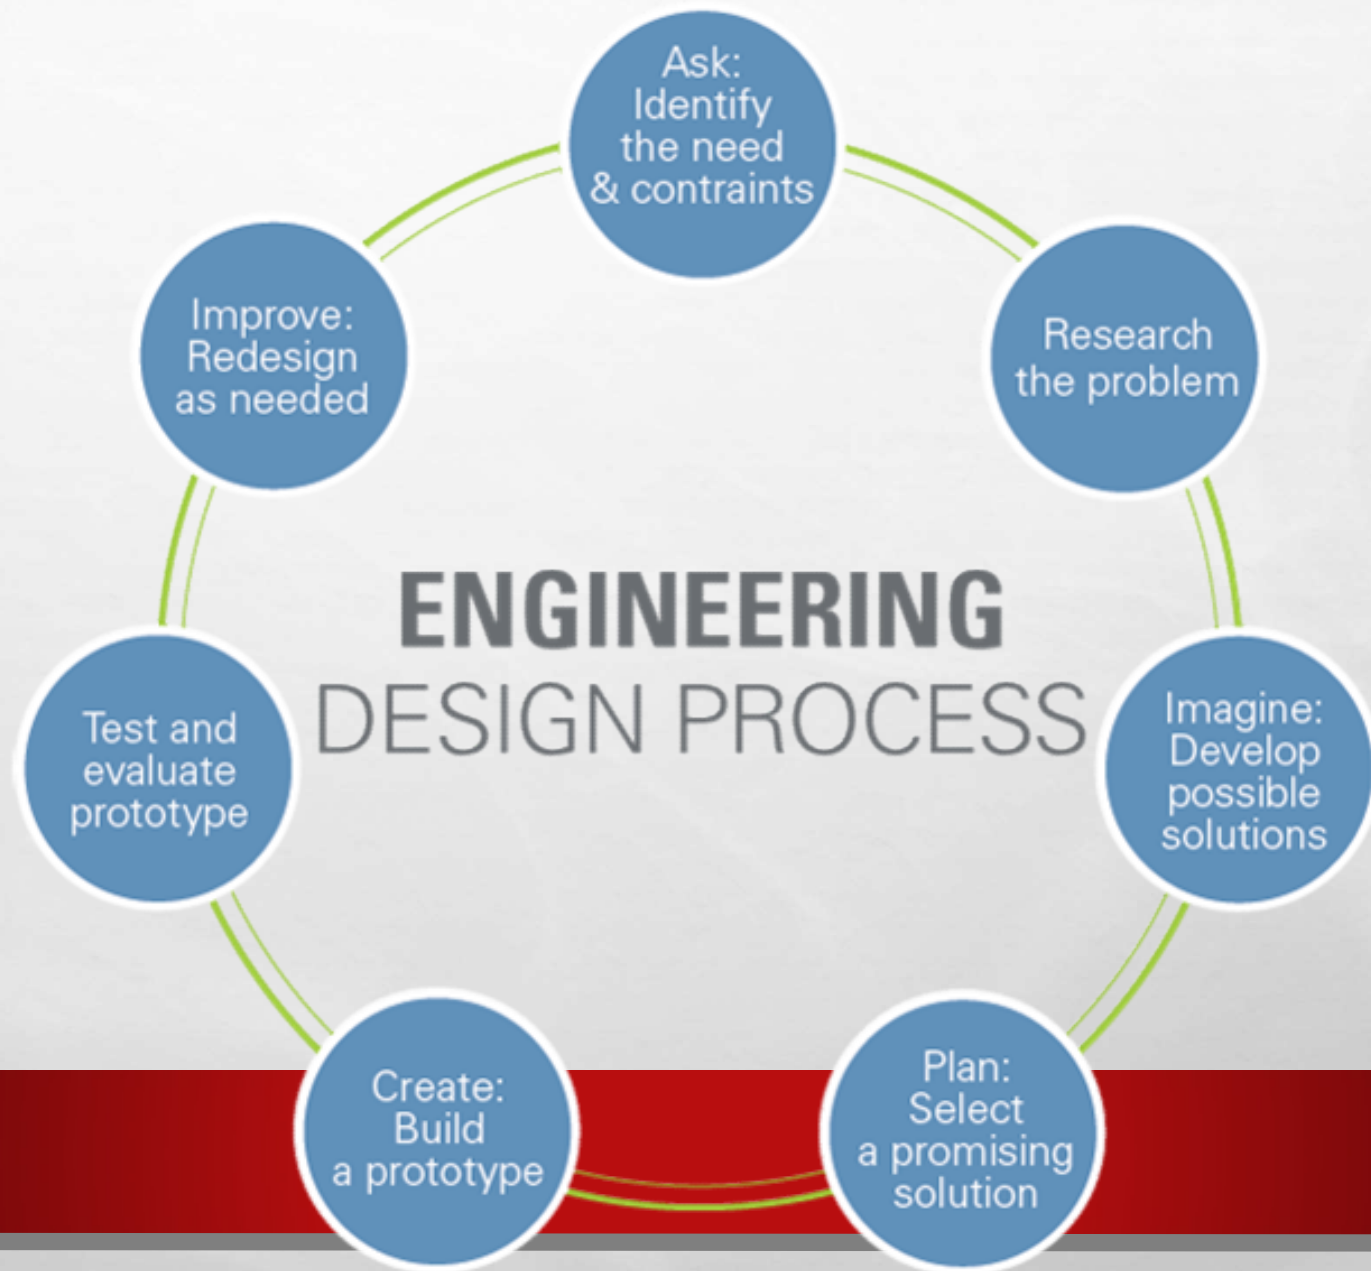 Ask:
Identify
the need
& contraints
Research
the problem
Imagine:
Develop
possible
solutions
Plan:
Select
a promising
solution
Create:
Build
a prototype
Test and
evaluate
prototype
Improve:
Redesign
as needed
ENGINEERING
DESIGN PROCESS